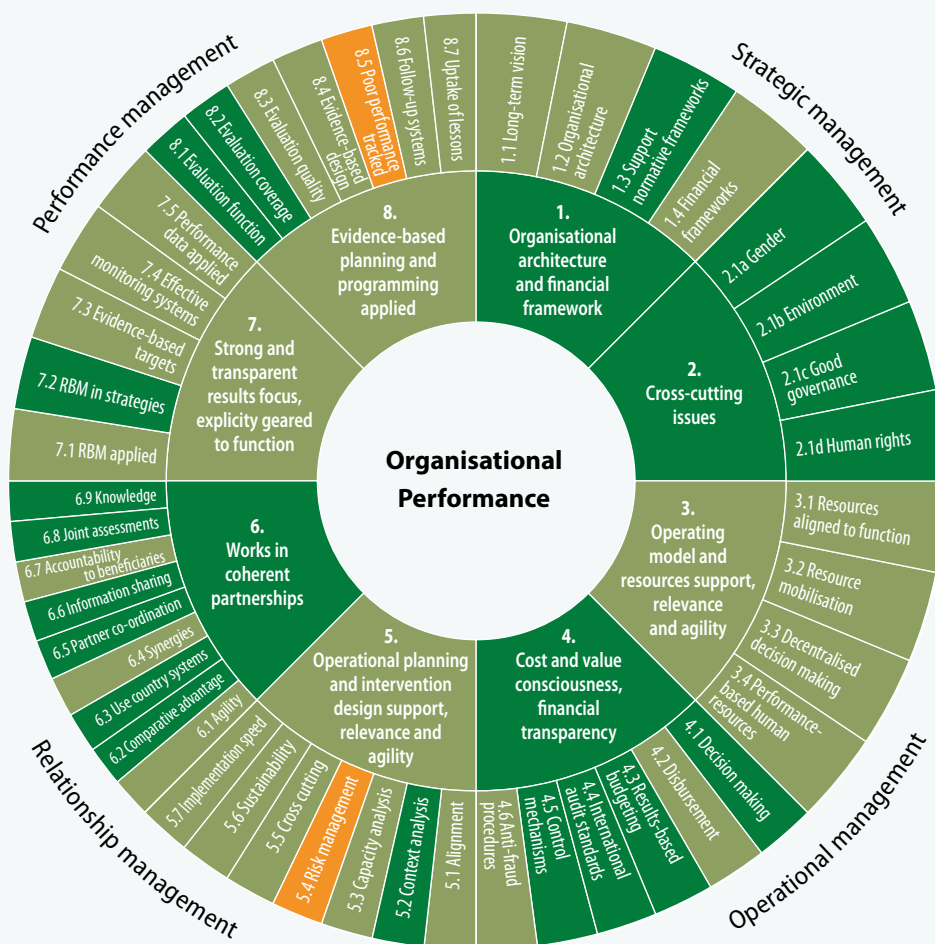 Organisational
Performance
Strategic management
Operational management
Relationship management
Performance management
1.
Organisational
architecture
and financial
framework
1.1 Long-term vision
1.2 Organisational
architecture
1.3 Support
normative frameworks
1.4 Financial
frameworks
2.
Cross-cutting
issues
2.1a Gender
2.1b Environment
2.1c Good
governance
2.1d Human rights
3.
Operating
model and
resources support,
relevance
and agility
3.1 Resources
aligned to function
3.2 Resource
mobilisation
3.3 Decentralised
decision making
3.4 Performance-
based human
resources
4.
Cost and value
consciousness,
financial
transparency
4.1 Decision making
4.2 Disbursement
4.3 Results-based
budgeting
4.4 International
audit standards
4.5 Control
mechanisms
4.6 Anti-fraud
procedures
5.
Operational planning
and intervention
design support,
relevance and
agility
5.1 Alignment
5.2 Context analysis
5.3 Capacity analysis
5.4 Risk management
5.5 Cross cutting
5.6 Sustainability
5.7 Implementation speed
6.
Works in
coherent
partnerships
6.1 Agility
6.2 Comparative advantage
6.3 Use country systems
6.4 Synergies
6.5 Partner co-ordination
6.6 Information sharing
6.7 Accountability
to beneficiaries
6.8 Joint assessments
6.9 Knowledge
7.
Strong and
transparent
results focus,
explicity geared
to function
7.1 RBM applied
7.2 RBM in strategies
7.3 Evidence-based
targets
7.4 Effective
monitoring systems
7.5 Performance
data applied
8.
Evidence-based
planning and
programming
applied
8.1 Evaluation function
8.2 Evaluation coverage
8.3 Evaluation quality
8.4 Evidence-based
design
8.5 Poor performance
tracked
8.6 Follow-up systems
8.7 Uptake of lessons